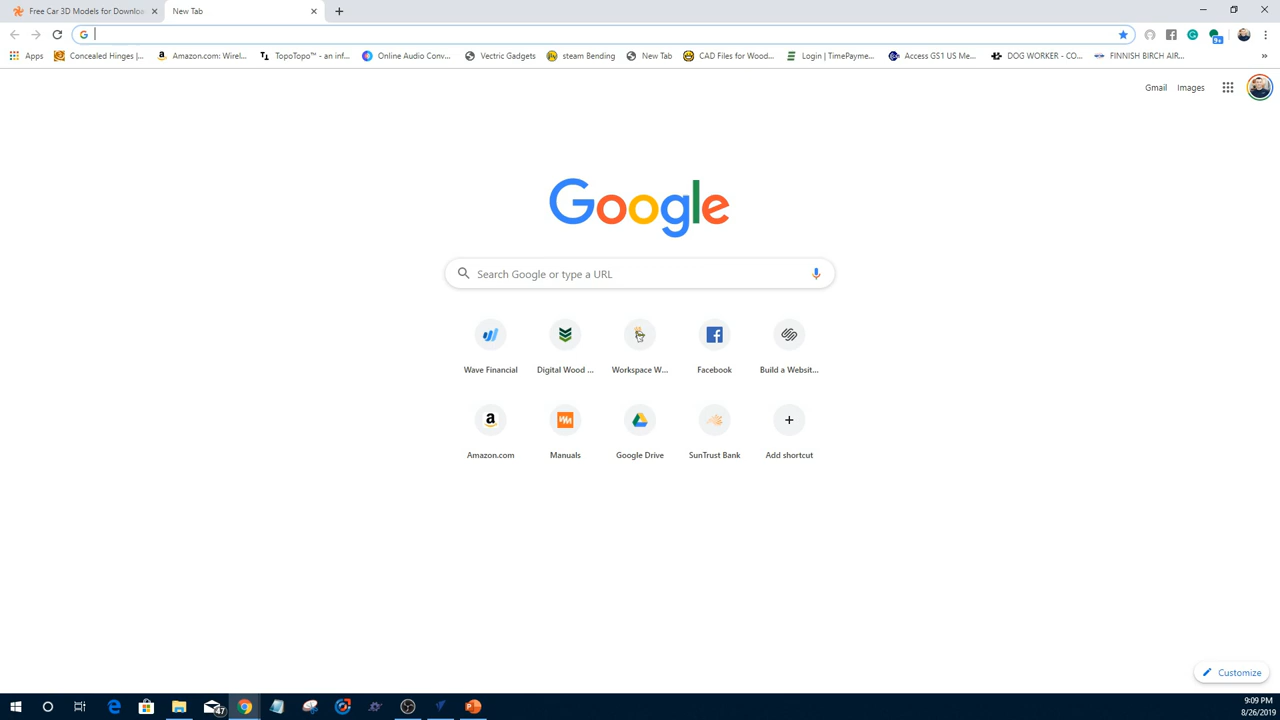 Free Car 3D Models for Downloa
New Tab
Apps
Concealed Hinges |...
Amazon.com: Wirel...
TopoTopo™ - an inf...
Online Audio Conv...
Vectric Gadgets
steam Bending
New Tab
CAD Files for Wood...
Login | TimePayme...
Access GS1 US Me...
DOG WORKER - CO...
FINNISH BIRCH AIR...
»
9+
Gmail
Images
Google
Search Google or type a URL
Wave Financial
Digital Wood ...
Workspace W...
Facebook
Build a Websit...
Amazon.com
Manuals
Google Drive
SunTrust Bank
Add shortcut
Customize
47
9:09 PM
8/26/2019